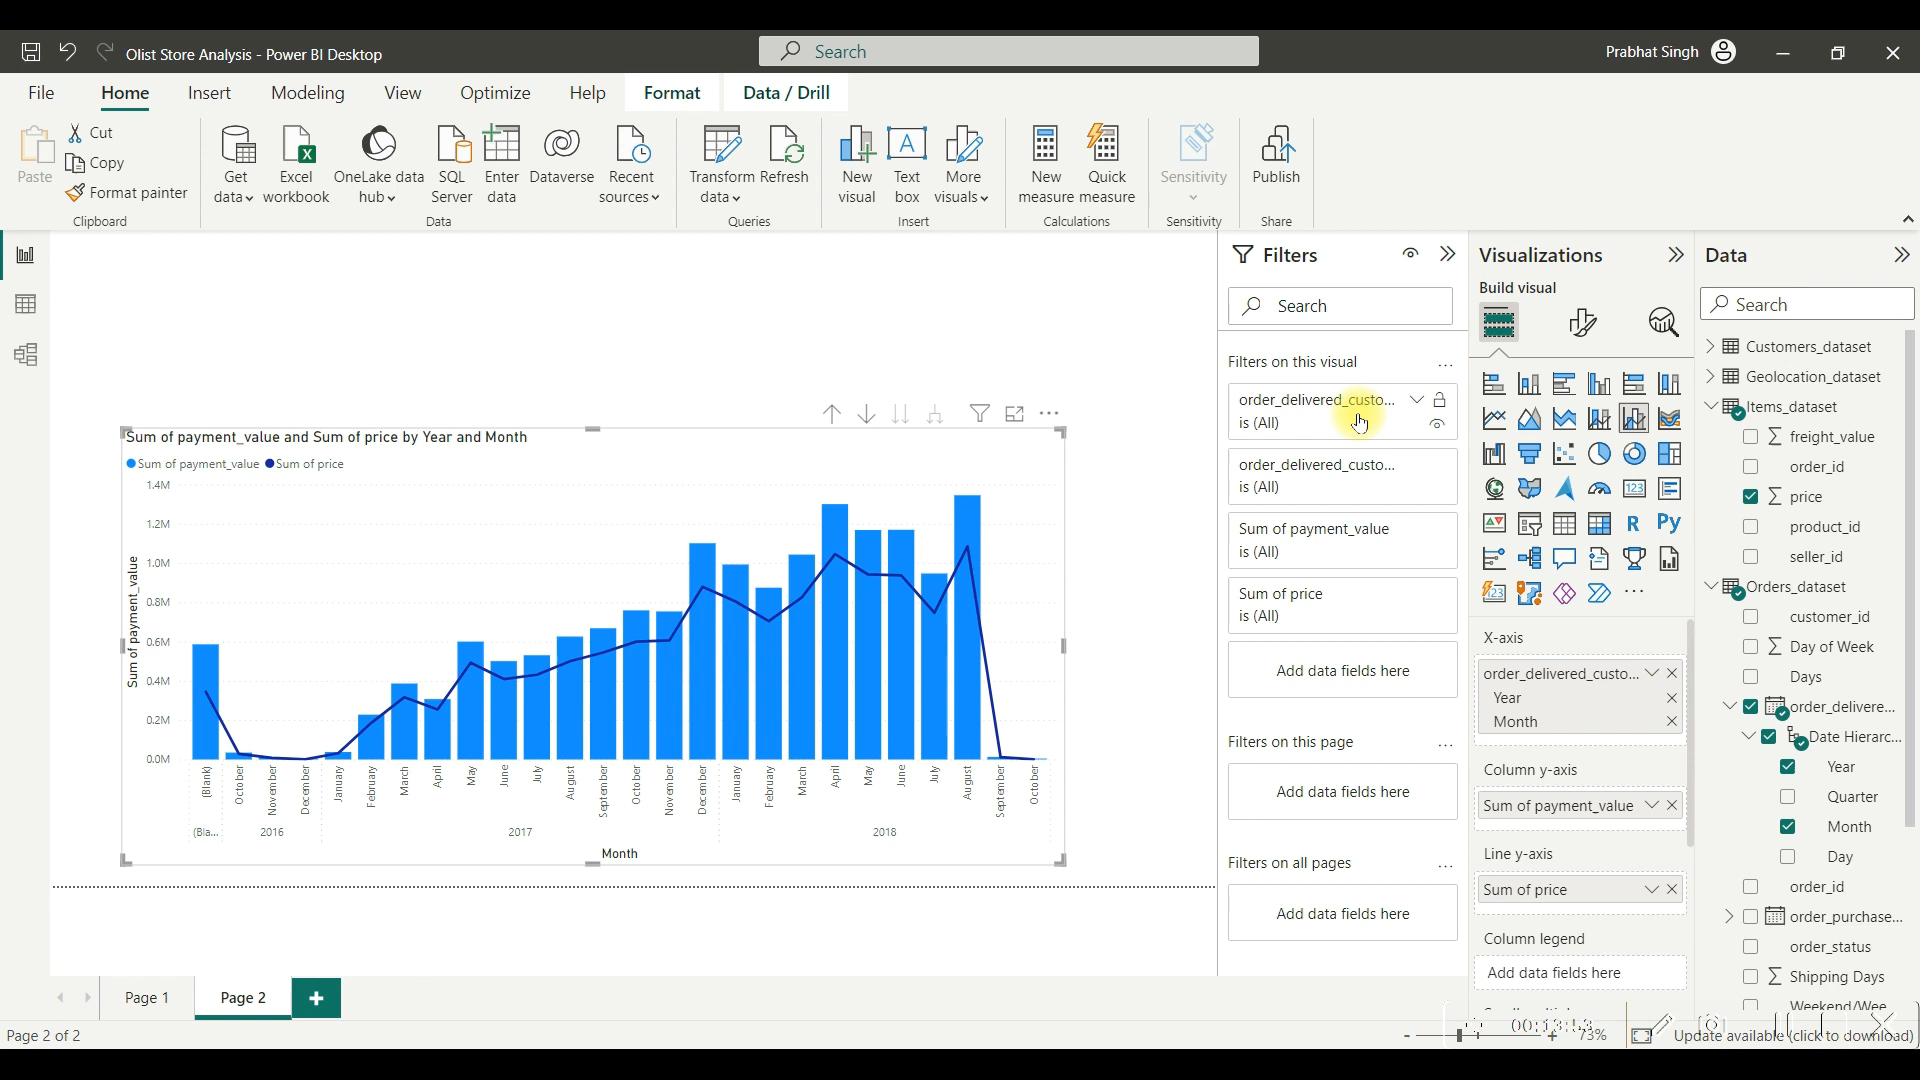 Olist Store Analysis - Power BI Desktop
Search
Prabhat Singh
File
Home
Insert
Modeling
View
Optimize
Help
Format
Data / Drill
Paste
Cut
Copy
Format painter
Clipboard
Get
data
Excel
workbook
OneLake data
hub
SQL
Server
Enter
data
Dataverse
Recent
sources
Data
Transform
data
Refresh
Queries
New
visual
Text
box
More
visuals
Insert
New
measure
Quick
measure
Calculations
Sensitivity
Sensitivity
Publish
Share
Sum of payment_value and Sum of price by Year and Month
Sum of payment_value
Sum of price
1.4M
1.2M
1.0M
0.8M
0.6M
0.4M
0.2M
0.0M
Sum of payment_value
(Blank)
October
November
December
January
February
March
April
May
June
July
August
September
October
November
December
January
February
March
April
May
June
July
August
September
October
(Bla...
2016
2017
2018
Month
Filters
Search
Filters on this visual
order_delivered_custo...
is (All)
order_delivered_custo...
is (All)
Sum of payment_value
is (All)
Sum of price
is (All)
Add data fields here
Filters on this page
Add data fields here
Filters on all pages
Add data fields here
Visualizations
Build visual
123
R
Py
123
X-axis
order_delivered_custo...
Year
Month
Column y-axis
Sum of payment_value
Line y-axis
Sum of price
Column legend
Add data fields here
Data
Search
Customers_dataset
Geolocation_dataset
Items_dataset
freight_value
order_id
price
product_id
seller_id
Orders_dataset
customer_id
Day of Week
Days
order_delivere...
Date Hierarc...
Year
Quarter
Month
Day
order_id
order_purchase...
order_status
Shipping Days
Page 1
Page 2
Page 2 of 2
73%
Update available (click to download)